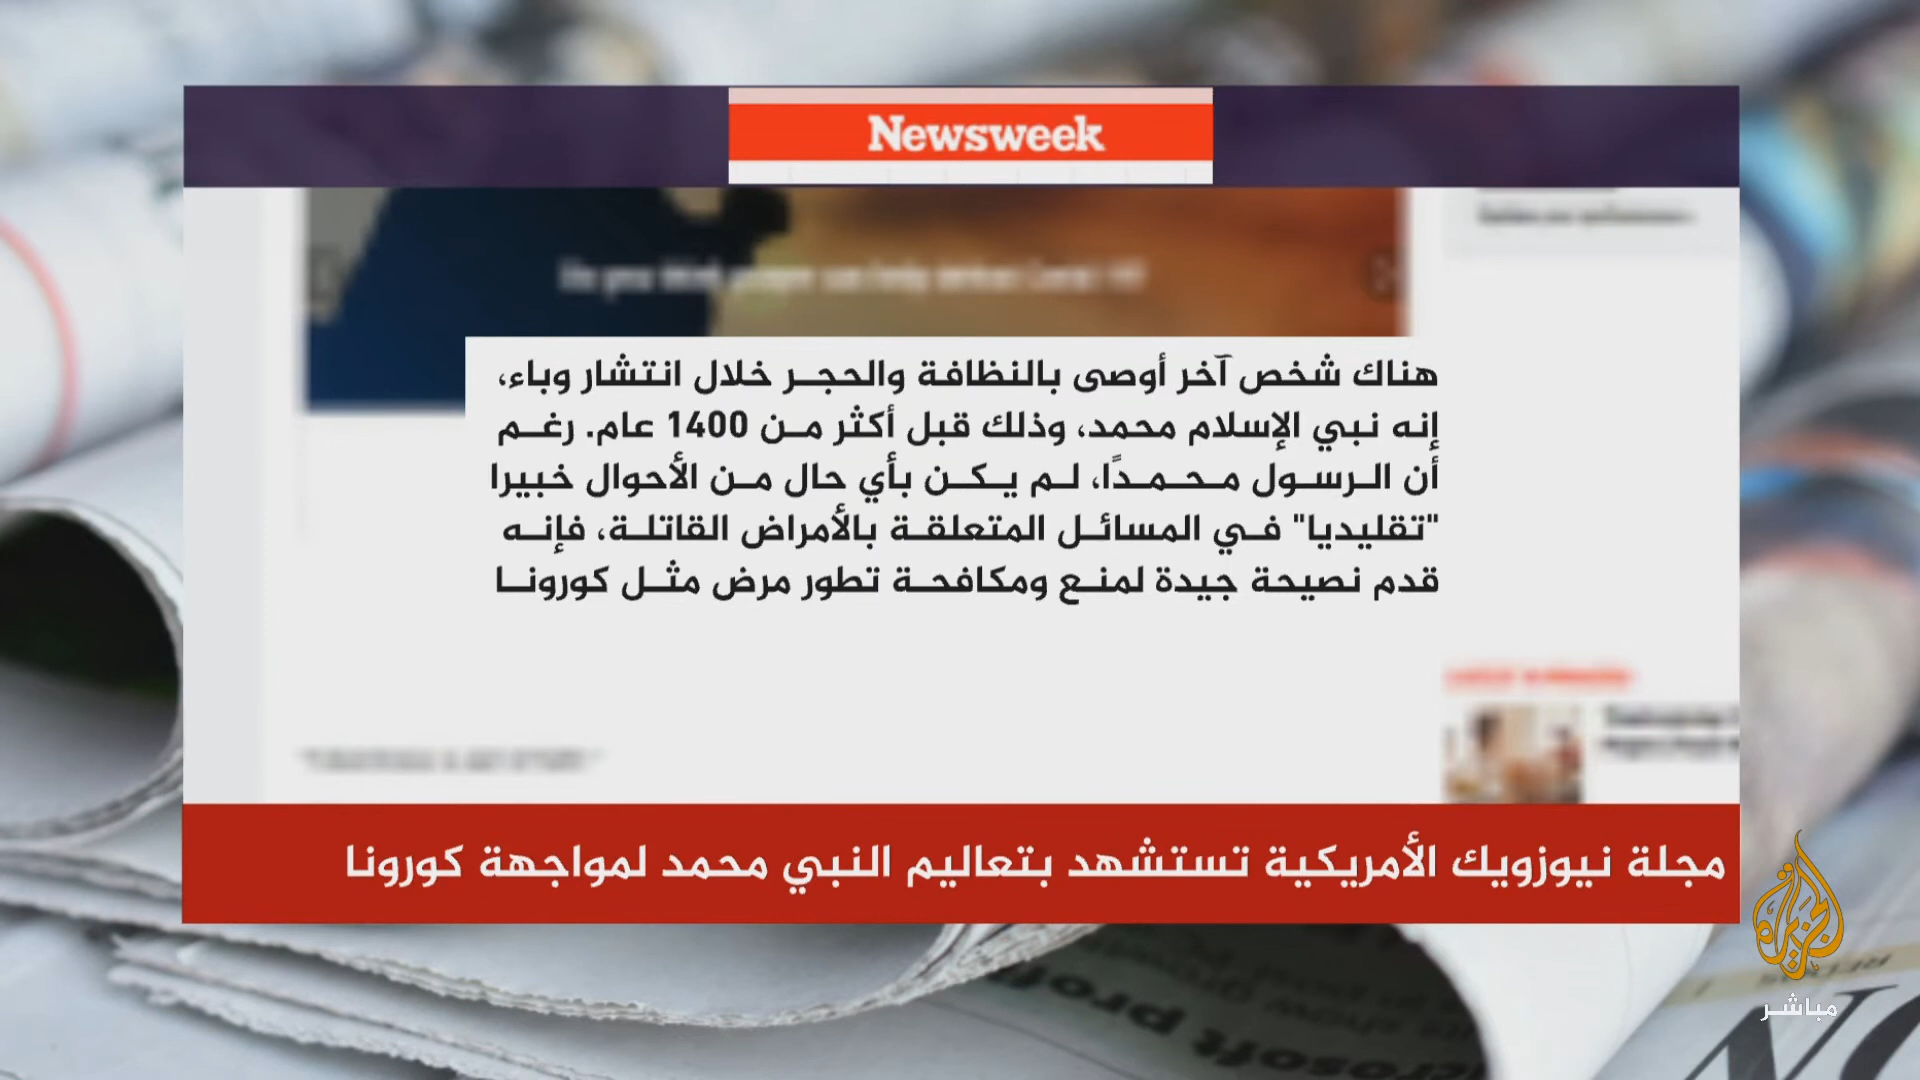 Newsweek
هناك شخص آخر أوصى بالنظافة والحجر خلال انتشار وباء،
إنه نبي الإسلام محمد، وذلك قبل أكثر من 1400 عام. رغم
أن الرسول محمدًا، لم يكن بأي حال من الأحوال خبيرا
"تقليديا" في المسائل المتعلقة بالأمراض القاتلة، فإنه
قدم نصيحة جيدة لمنع ومكافحة تطور مرض مثل كورونا
مجلة نيوزويك الأمريكية تستشهد بتعاليم النبي محمد لمواجهة كورونا
الجزيرة
مباشر